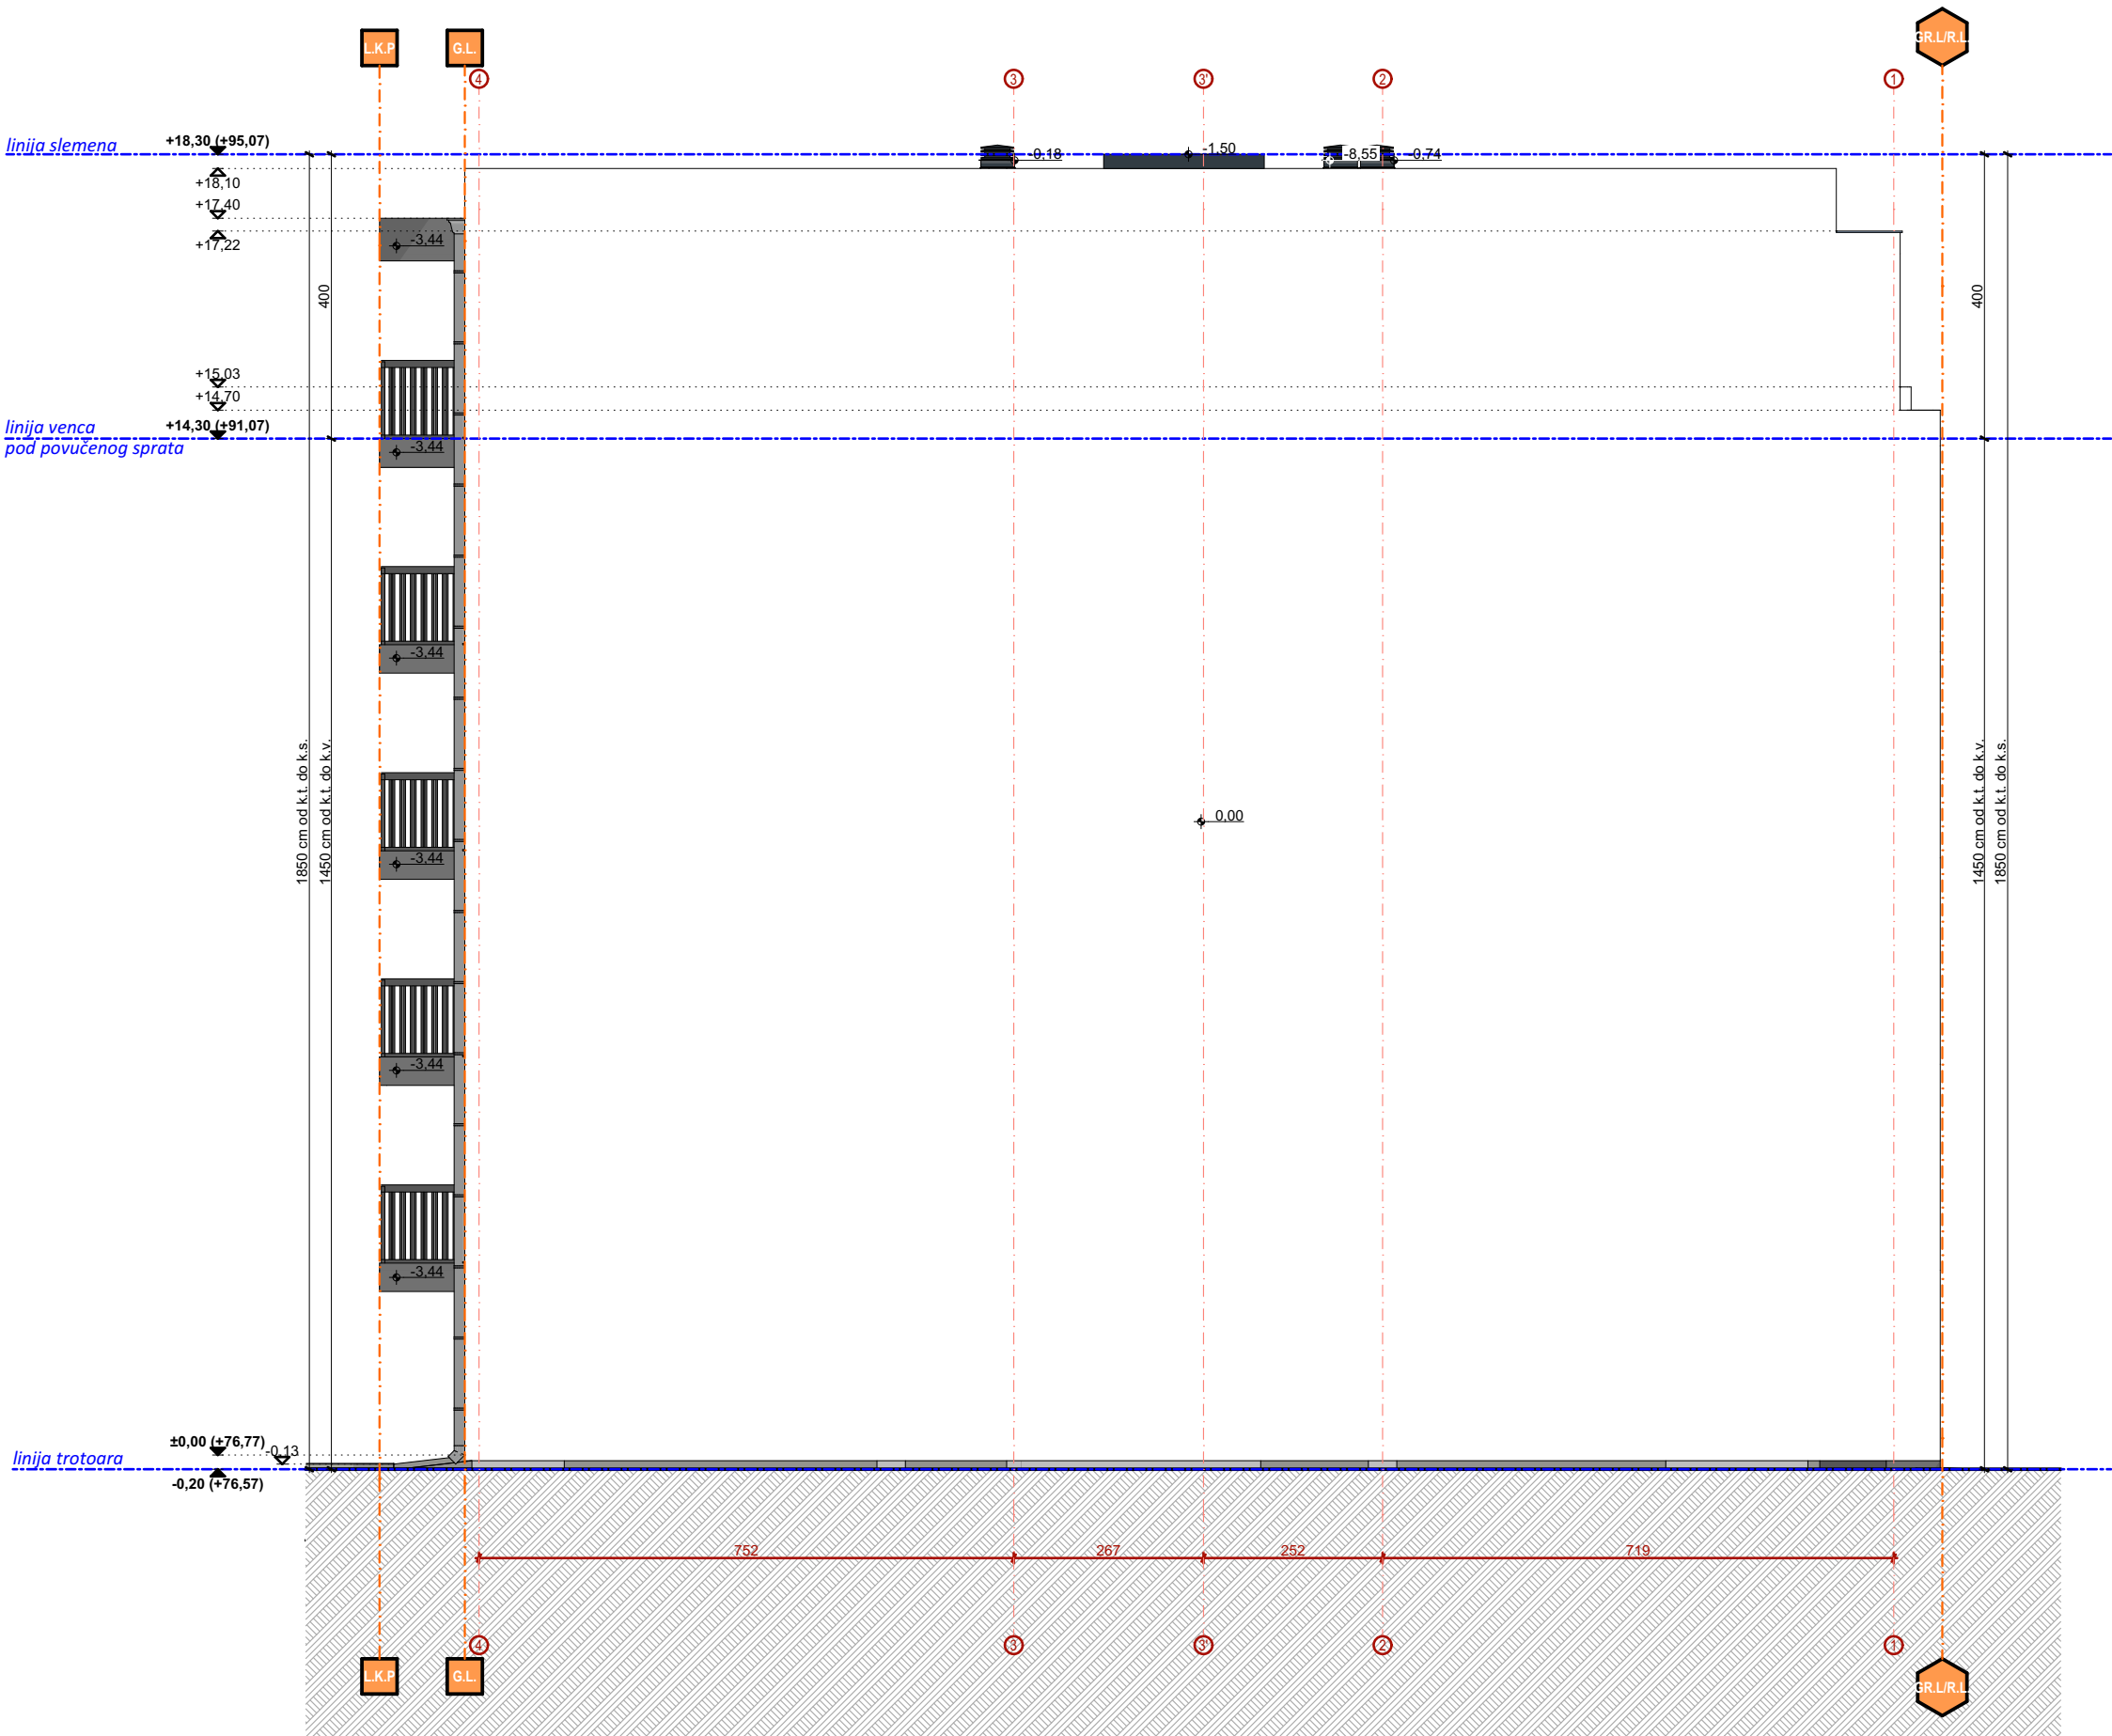 L.K.P
G.L.
GR.L/R.L.
4
3
3'
2
1
linija slemena
+18,30 (+95,07)
-0,18
-1,50
-8,55
-0,74
+18,10
+17,40
+17,22
-3,44
400
400
+15,03
+14,70
linija venca
pod povučenog sprata
+14,30 (+91,07)
-3,44
-3,44
1850 cm od k.t. do k.s.
1450 cm od k.t. do k.v.
-3,44
0,00
1450 cm od k.t. do k.v.
1850 cm od k.t. do k.s.
-3,44
-3,44
±0,00 (+76,77)
-0,13
linija trotoara
-0,20 (+76,57)
752
267
252
719
4
3
3'
2
1
L.K.P
G.L.
GR.L/R.L.